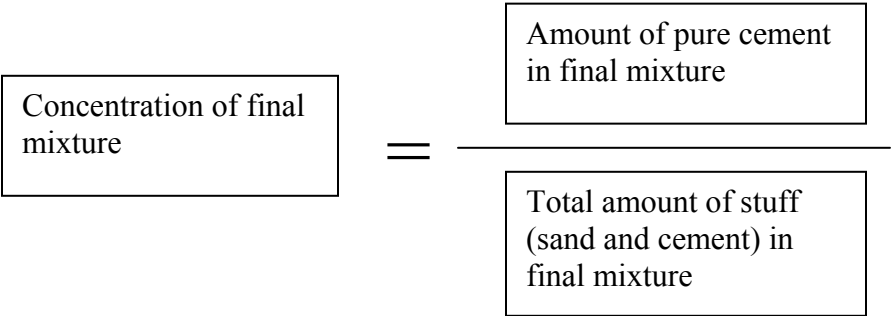 Concentration of final
mixture
=
Amount of pure cement
in final mixture
Total amount of stuff
(sand and cement) in
final mixture